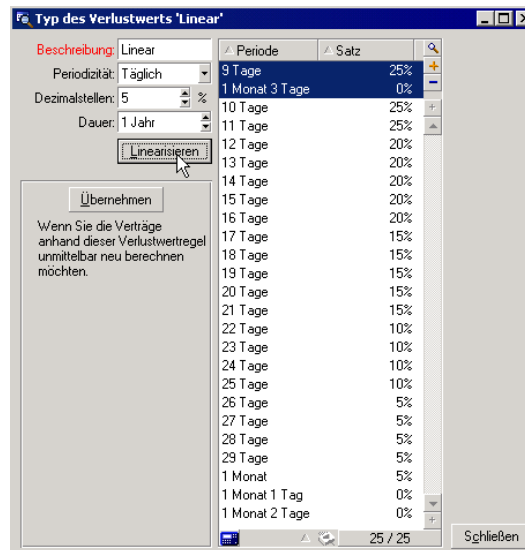 Typ des Verlustwerts 'Linear'
Beschreibung: Linear
Periodizität: Täglich
Dezimalstellen: 5 %
Dauer: 1 Jahr
Linearisieren
Übernehmen
Wenn Sie die Verträge
anhand dieser Verlustwertregel
unmittelbar neu berechnen
möchten.
Periode Satz
9 Tage 25%
1 Monat 3 Tage 0%
10 Tage 25%
11 Tage 25%
12 Tage 20%
13 Tage 20%
14 Tage 20%
15 Tage 20%
16 Tage 20%
17 Tage 15%
18 Tage 15%
19 Tage 15%
20 Tage 15%
21 Tage 15%
22 Tage 10%
23 Tage 10%
24 Tage 10%
25 Tage 10%
26 Tage 5%
27 Tage 5%
28 Tage 5%
29 Tage 5%
1 Monat 5%
1 Monat 1 Tag 0%
1 Monat 2 Tage 0%
25 / 25
Schließen